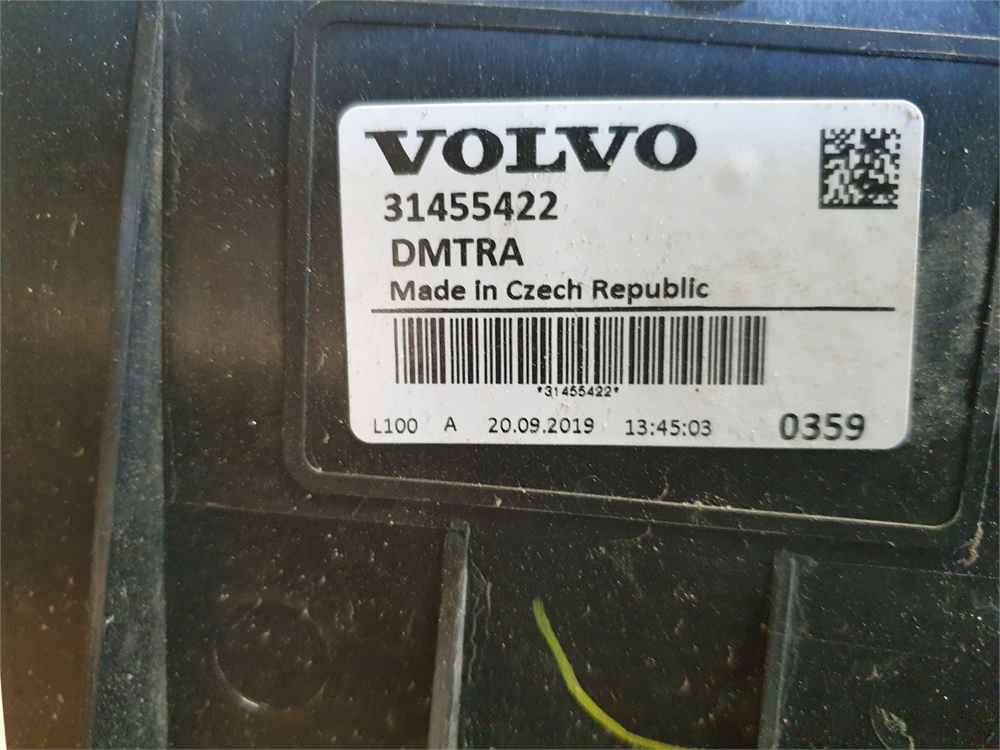 VOLVO
31455422
DMTRA
Made in Czech Republic
*31455422*
L100 A 20.09.2019 13:45:03 0359